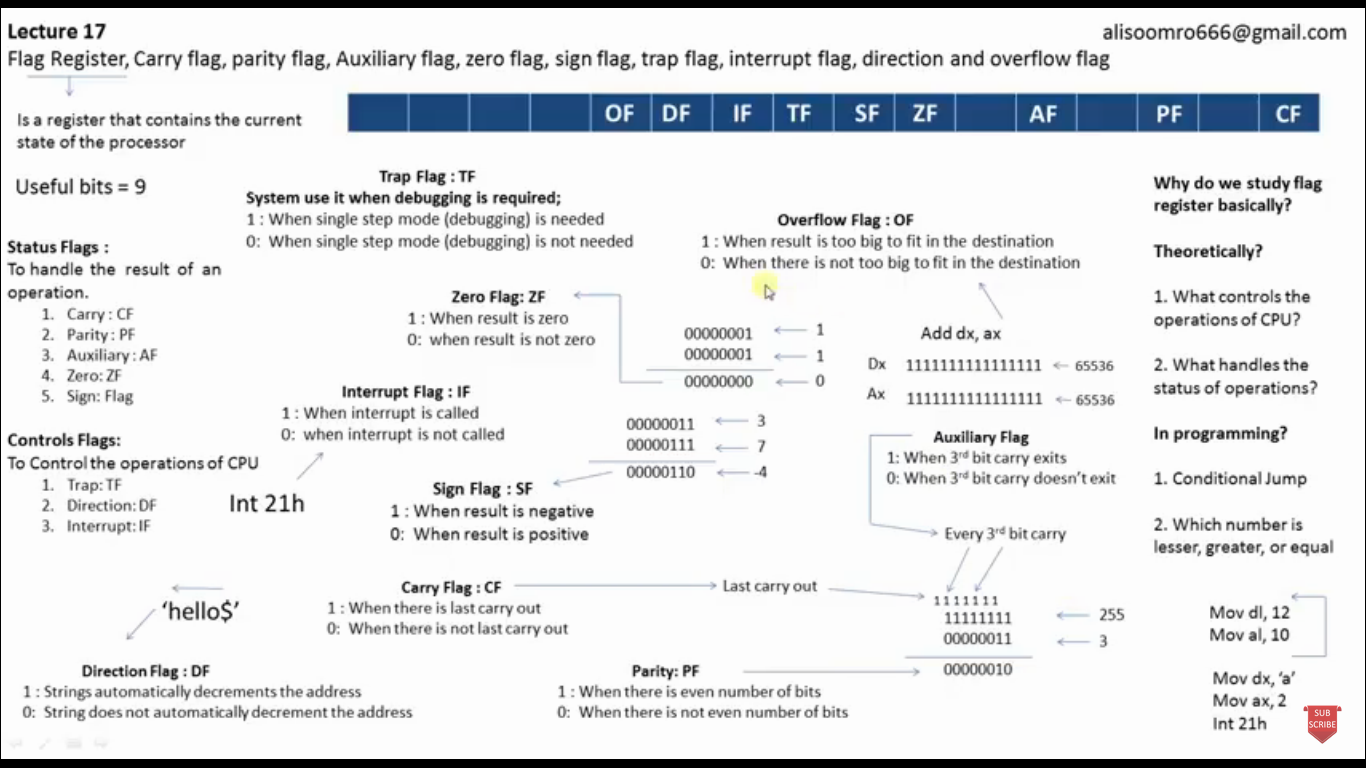 Lecture 17
alisoomro666@gmail.com
Flag Register, Carry flag, parity flag, Auxiliary flag, zero flag, sign flag, trap flag, interrupt flag, direction and overflow flag
Is a register that contains the current
state of the processor
OF DF IF TF SF ZF AF PF CF
Useful bits = 9
Status Flags :
To handle the result of an
operation.
1. Carry : CF
2. Parity : PF
3. Auxiliary : AF
4. Zero: ZF
5. Sign: Flag
Controls Flags:
To Control the operations of CPU
1. Trap: TF
2. Direction: DF
3. Interrupt: IF
Trap Flag : TF
System use it when debugging is required;
1 : When single step mode (debugging) is needed
0: When single step mode (debugging) is not needed
Zero Flag: ZF
1 : When result is zero
0: when result is not zero
00000001 1
00000001 1
00000000 0
Interrupt Flag : IF
1 : When interrupt is called
0: when interrupt is not called
Int 21h
00000011 3
00000111 7
00000110 -4
Sign Flag : SF
1 : When result is negative
0: When result is positive
Overflow Flag : OF
1 : When result is too big to fit in the destination
0: When there is not too big to fit in the destination
Add dx, ax
Dx 1111111111111111 65536
Ax 1111111111111111 65536
Auxiliary Flag
1: When 3rd bit carry exits
0: When 3rd bit carry doesn't exit
Every 3rd bit carry
Carry Flag : CF
1 : When there is last carry out
0: When there is not last carry out
Last carry out
1 1 1 1 1 1 1
11111111 255
00000011 3
00000010
'hello$'
Direction Flag : DF
1 : Strings automatically decrements the address
0: String does not automatically decrement the address
Parity: PF
1 : When there is even number of bits
0: When there is not even number of bits
Why do we study flag
register basically?
Theoretically?
1. What controls the
operations of CPU?
2. What handles the
status of operations?
In programming?
1. Conditional Jump
2. Which number is
lesser, greater, or equal
Mov dl, 12
Mov al, 10
Mov dx, 'a'
Mov ax, 2
Int 21h
SUB
SCRIBE